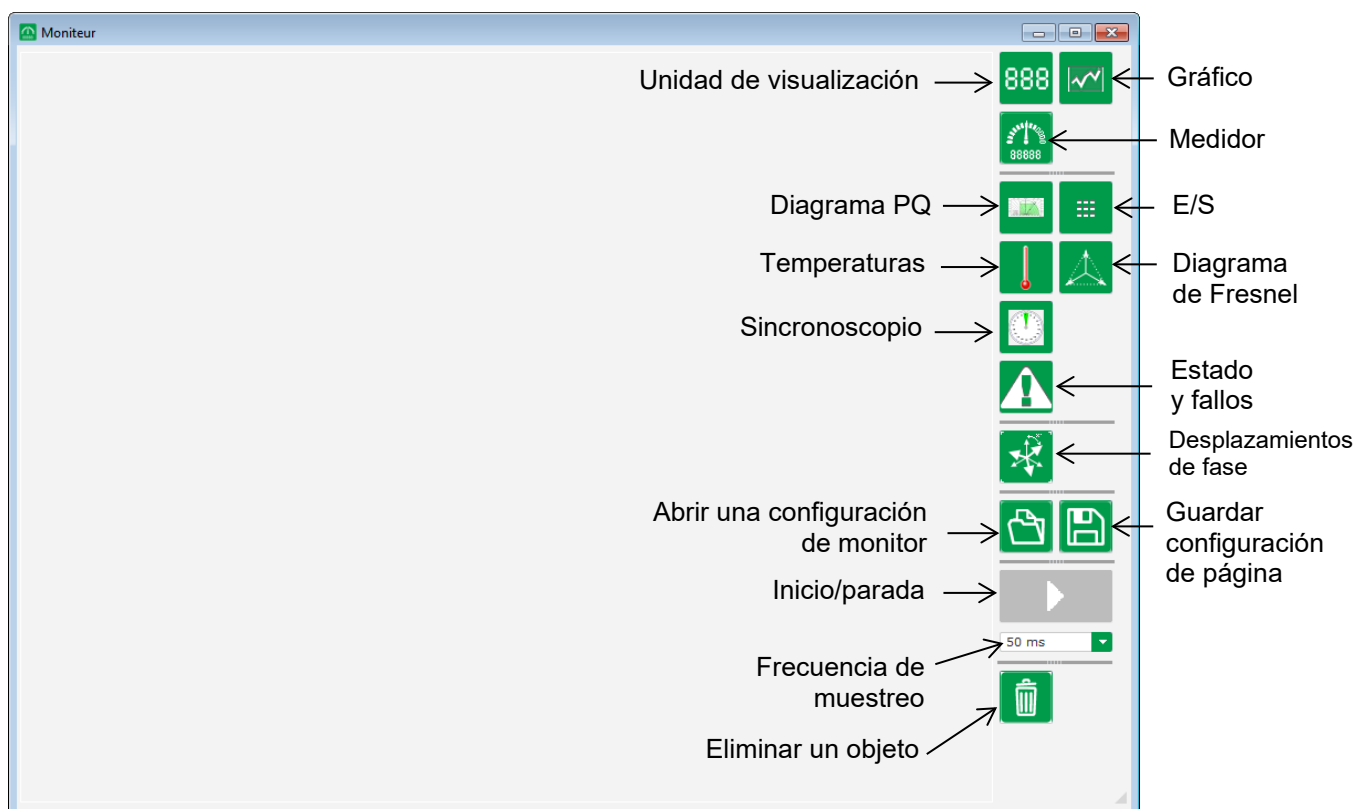 Moniteur
Unidad de visualización
888
Gráfico
Medidor
88888
Diagrama PQ
E/S
Temperaturas
Diagrama
de Fresnel
Sincronoscopio
Estado
y fallos
Desplazamientos
de fase
Abrir una configuración
de monitor
Guardar
configuración
de página
Inicio/parada
50 ms
Frecuencia de
muestreo
Eliminar un objeto